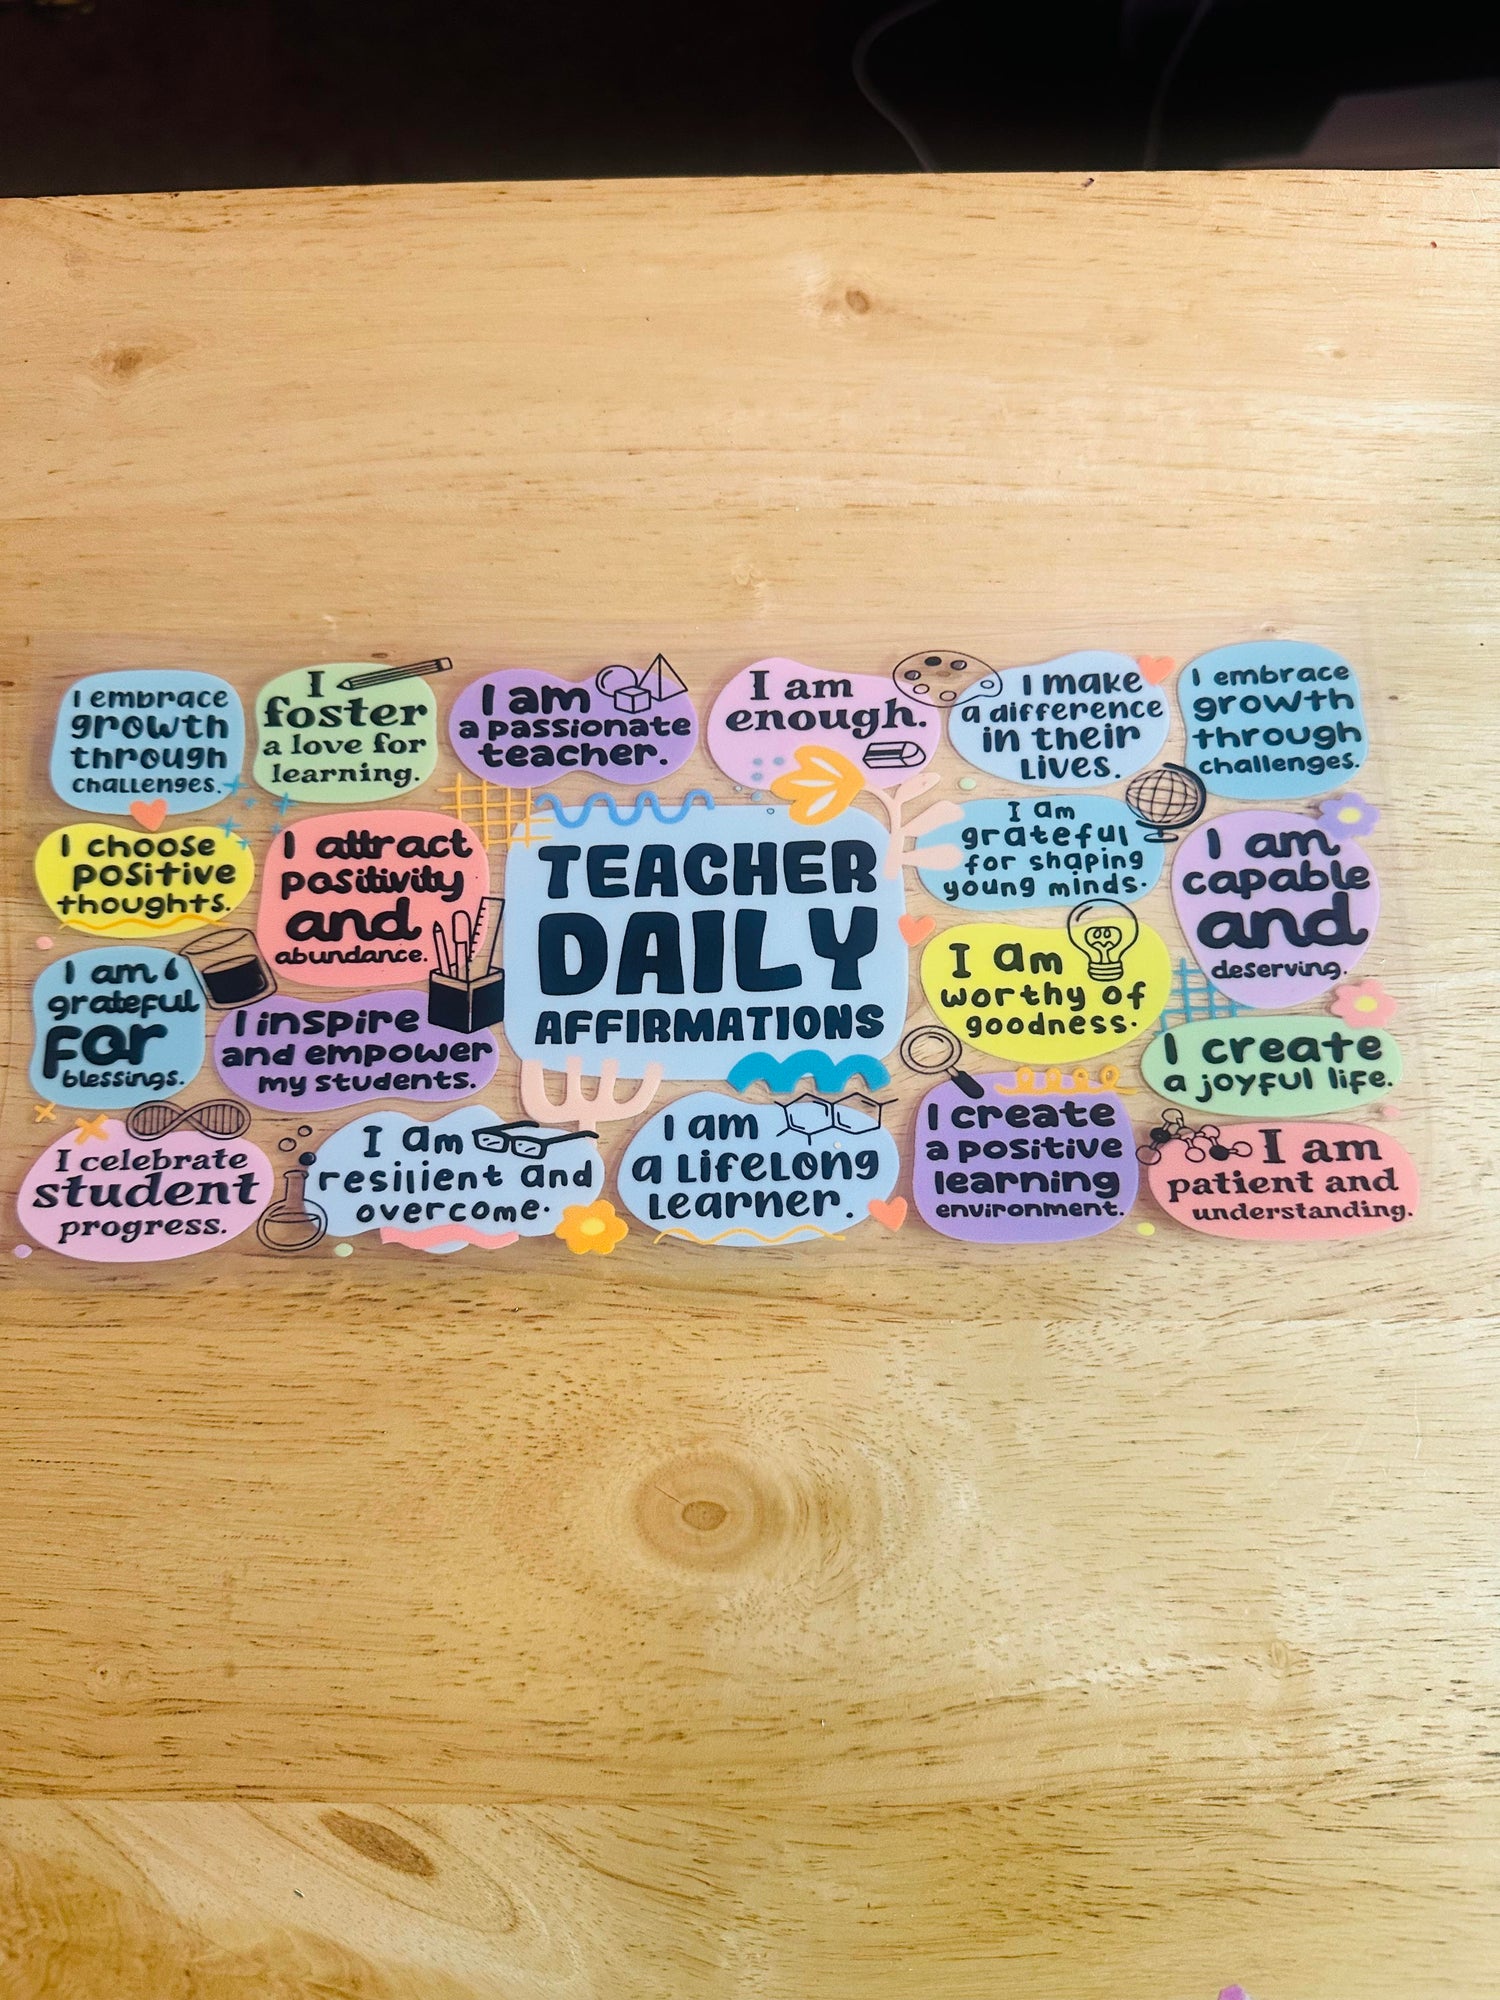 I embrace
growth
through
challenges.
I
foster
a love for
learning.
I am
a passionate
teacher.
I am
enough.
I make
a difference
in their
lives.
I embrace
growth
through
challenges.
I choose
positive
thoughts.
I attract
positivity
and
abundance.
TEACHER
DAILY
AFFIRMATIONS
I am
grateful
for shaping
young minds.
I am
capable
and
deserving.
I am
grateful
for
blessings.
I inspire
and empower
my students.
I am
worthy of
goodness.
I create
a joyful life.
I celebrate
student
progress.
I am
resilient and
overcome.
I am
a lifelong
learner.
I create
a positive
learning
environment.
I am
patient and
understanding.